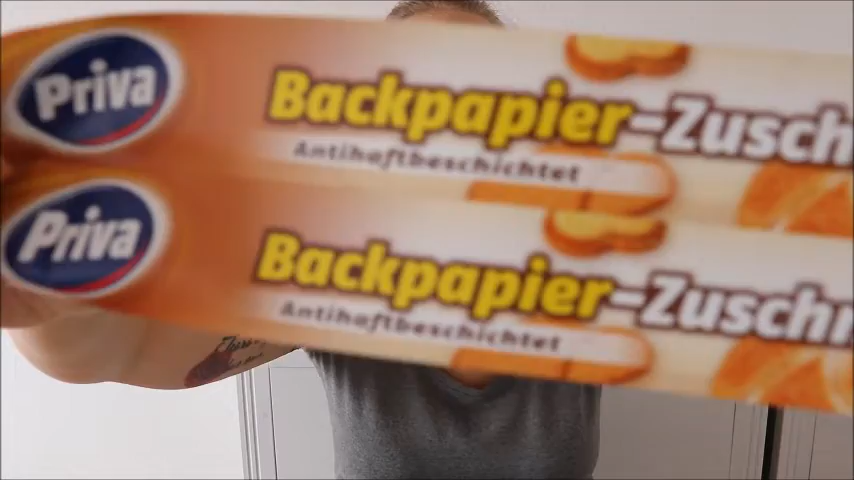 Priva
Backpapier-Zusch
Antihaftbeschichtet
Priva
Backpapier-Zuschn
Antihaftbeschichtet